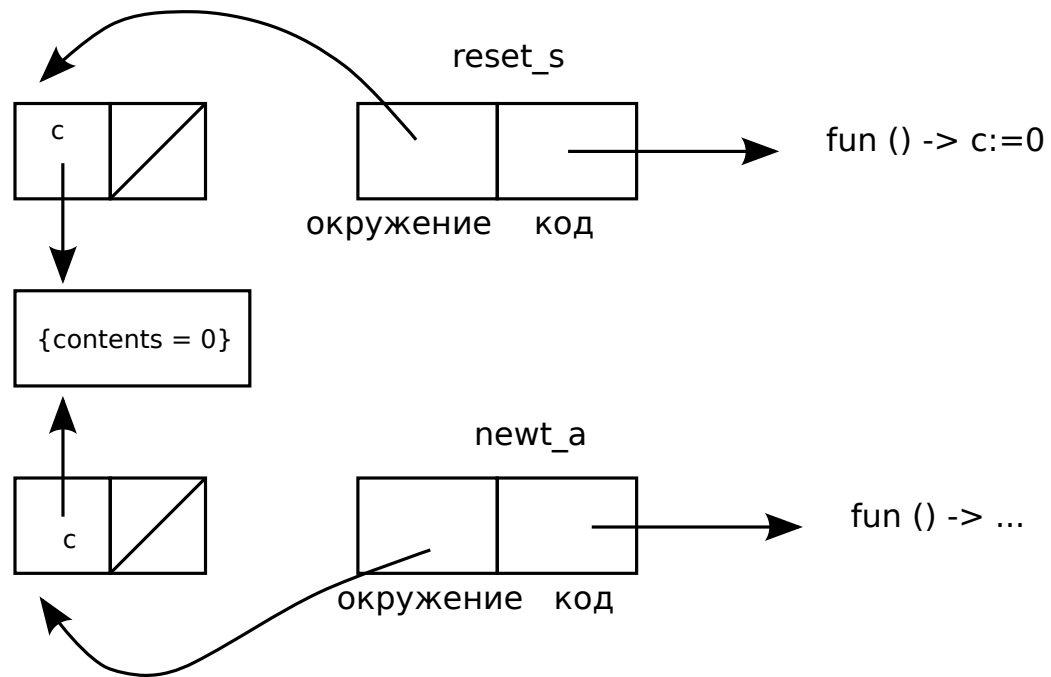 reset_s
c
fun () -> c:=0
окружение код
{contents = 0}
newt_a
c
fun () -> ...
окружение код